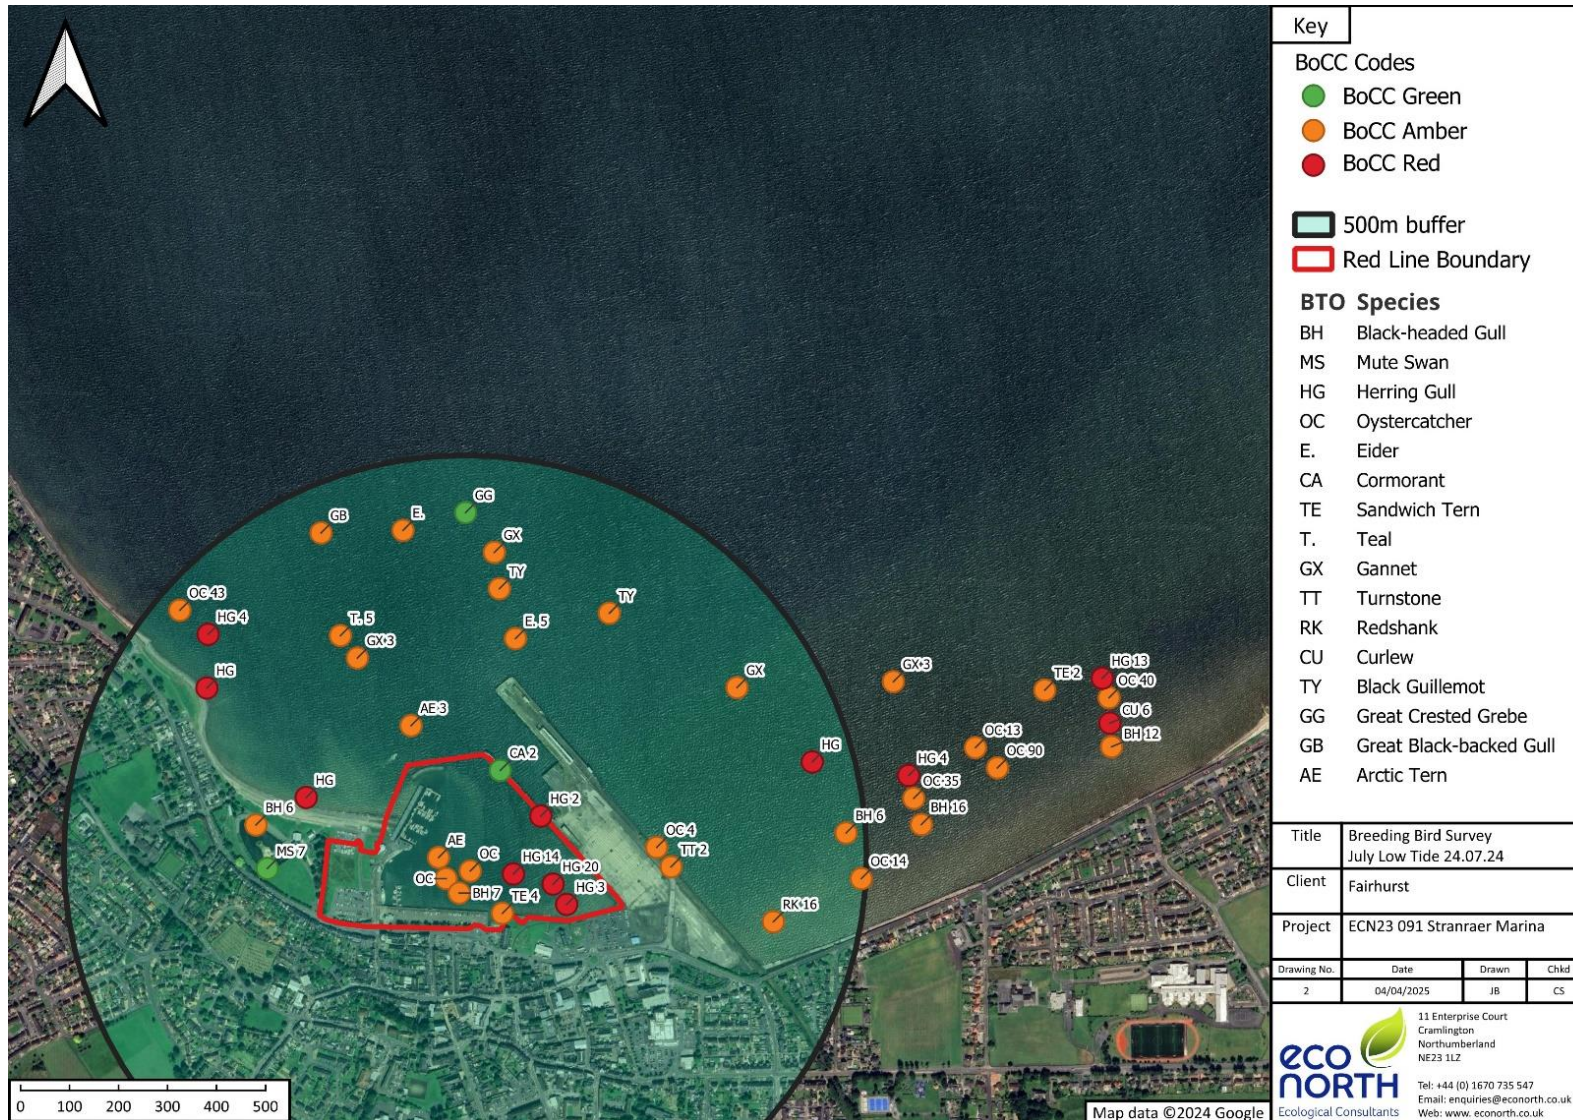 GG
GB
E.
GX
TY
OC 43
TY
HG 4
T. 5
E. 5
GX 3
HG
GX
GX 3
TE 2
HG 13
OC 40
AE 3
CU 6
BH 12
OC 13
CA 2
HG
OC 90
HG 4
HG
OC 35
BH 6
HG 2
BH 16
BH 6
OC 4
AE
TT 2
MS 7
OC
HG 14
HG 20
OC 14
OC
BH 7
TE 4
HG 3
RK 16
0 100 200 300 400 500
Map data ©2024 Google
Key
BoCC Codes
BoCC Green
BoCC Amber
BoCC Red
500m buffer
Red Line Boundary
BTO Species
BH Black-headed Gull
MS Mute Swan
HG Herring Gull
OC Oystercatcher
E. Eider
CA Cormorant
TE Sandwich Tern
T. Teal
GX Gannet
TT Turnstone
RK Redshank
CU Curlew
TY Black Guillemot
GG Great Crested Grebe
GB Great Black-backed Gull
AE Arctic Tern
Title Breeding Bird Survey
July Low Tide 24.07.24
Client Fairhurst
Project ECN23 091 Stranraer Marina
Drawing No. Date Drawn Chkd
2 04/04/2025 JB CS
eco
NORTH
Ecological Consultants
11 Enterprise Court
Cramlington
Northumberland
NE23 1LZ
Tel: +44 (0) 1670 735 547
Email: enquiries@econorth.co.uk
Web: www. econorth.co.uk